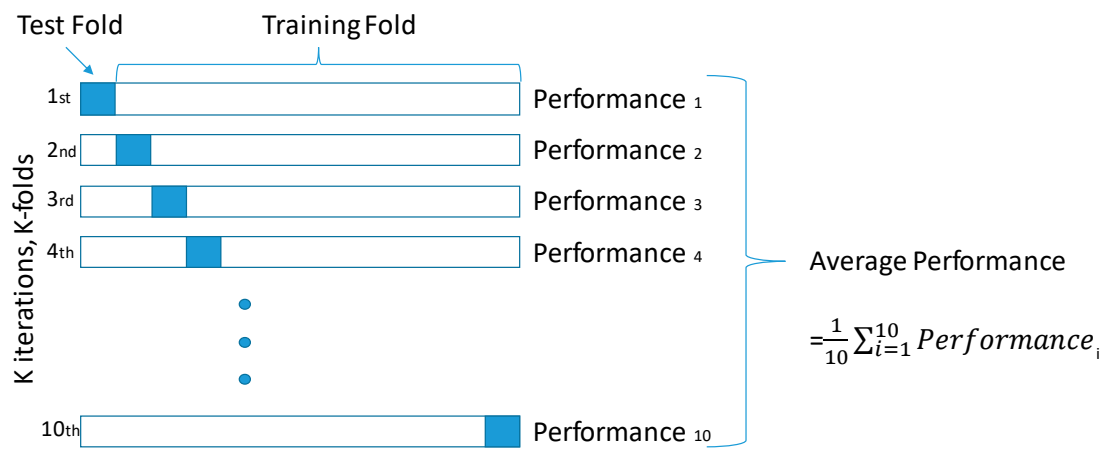 Test Fold
Training Fold
K iterations, K-folds
1st
Performance 1
2nd
Performance 2
3rd
Performance 3
4th
Performance 4
10th
Performance 10
Average Performance
=1/10 ∑_{i=1}^{10} Performance_i